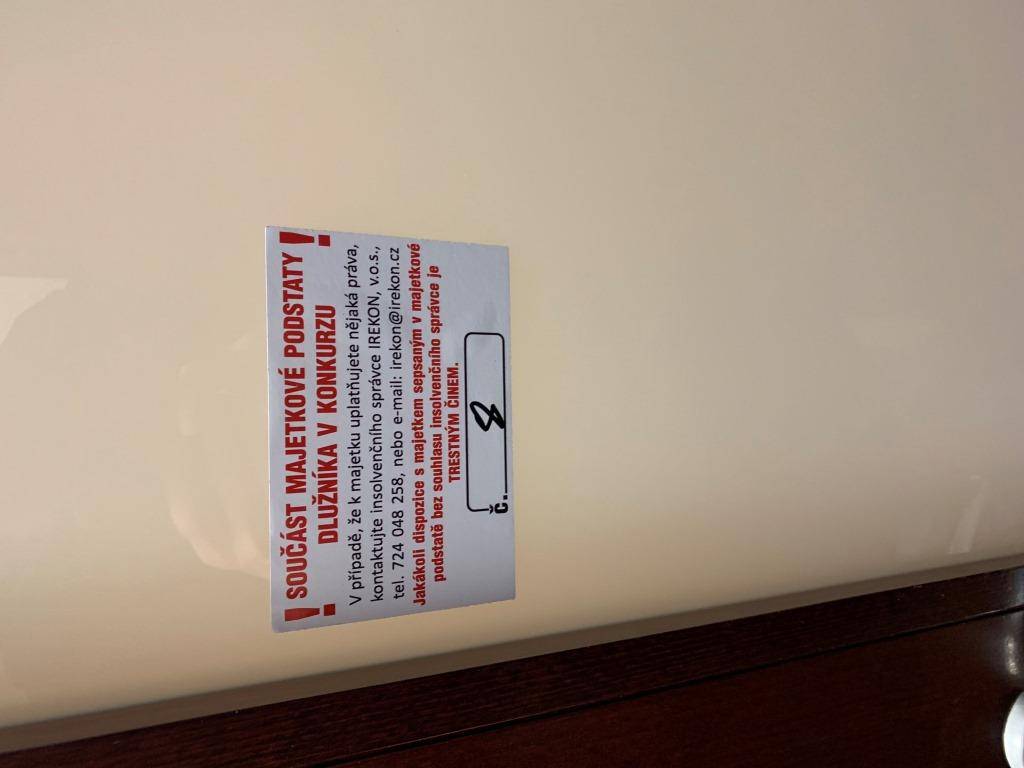 ! SOUČÁST MAJETKOVÉ PODSTATY !
DLUŽNÍKA V KONKURZU
V případě, že k majetku uplatňujete nějaká práva,
kontaktujte insolvenčního správce IREKON, v.o.s.,
tel. 724 048 258, nebo e-mail: irekon@irekon.cz
Jakákoli dispozice s majetkem sepsaným v majetkové
podstatě bez souhlasu insolvenčního správce je
TRESTNÝM ČINEM.
č. 8